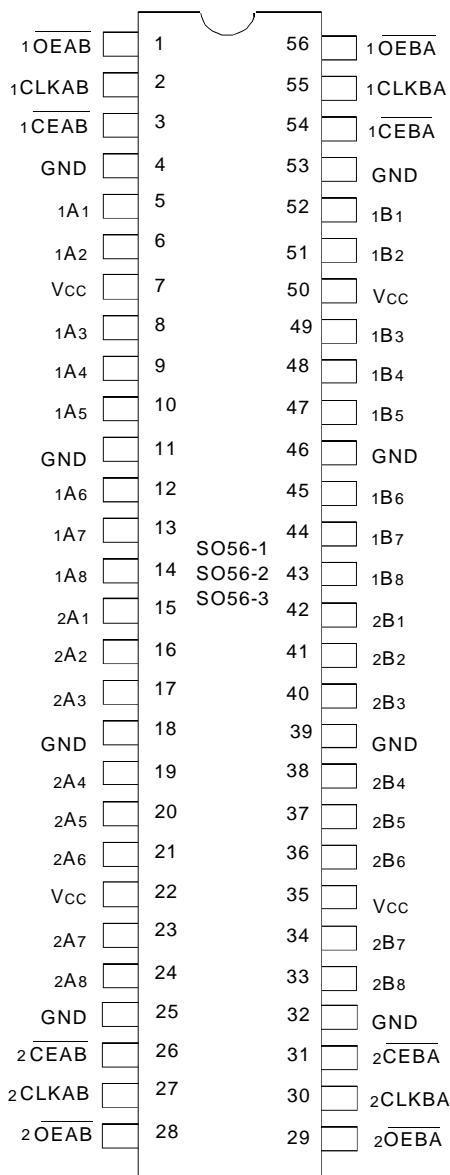 1OEAB 1 56 1OEBA
1CLKAB 2 55 1CLKBA
1CEAB 3 54 1CEBA
GND 4 53 GND
1A1 5 52 1B1
1A2 6 51 1B2
VCC 7 50 VCC
1A3 8 49 1B3
1A4 9 48 1B4
1A5 10 47 1B5
GND 11 46 GND
1A6 12 45 1B6
1A7 13 44 1B7
SO56-1
1A8 14 SO56-2 43 1B8
SO56-3
2A1 15 42 2B1
2A2 16 41 2B2
2A3 17 40 2B3
GND 18 39 GND
2A4 19 38 2B4
2A5 20 37 2B5
2A6 21 36 2B6
VCC 22 35 VCC
2A7 23 34 2B7
2A8 24 33 2B8
GND 25 32 GND
2CEAB 26 31 2CEBA
2CLKAB 27 30 2CLKBA
2OEAB 28 29 2OEBA